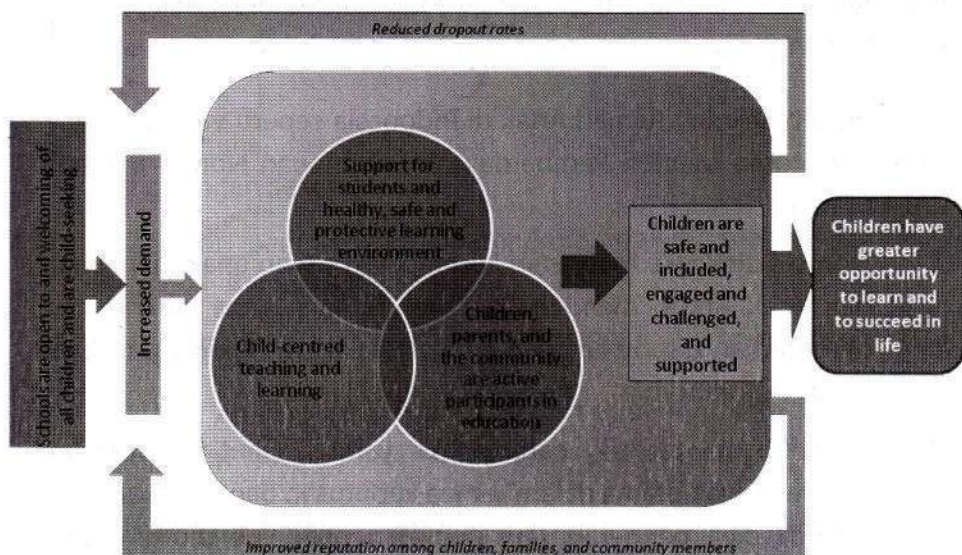 Reduced dropout rates
Schools are open to and welcoming of
all children and are child-seeking
Increased demand
Support for
students and
healthy, safe and
protective learning
environment
Child-centred
teaching and
learning
Children,
parents, and
the community
are active
participants in
education
Children are
safe and
included,
engaged and
challenged,
and
supported
Children have
greater
opportunity
to learn and
to succeed in
life
Improved reputation among children, families, and community members